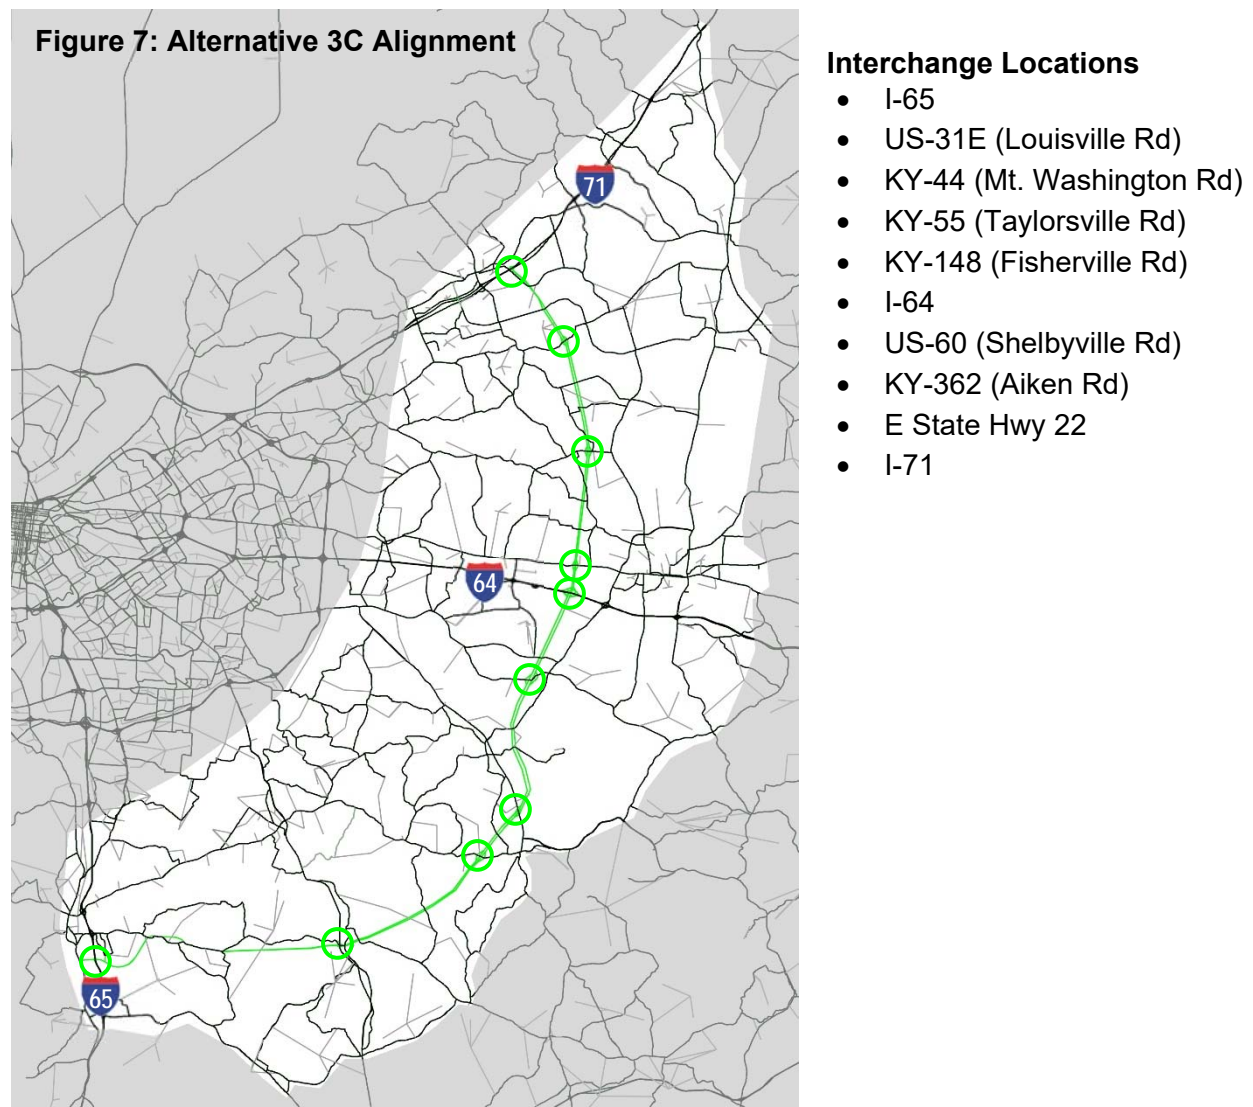 Figure 7: Alternative 3C Alignment
71
64
65
Interchange Locations
• I-65
• US-31E (Louisville Rd)
• KY-44 (Mt. Washington Rd)
• KY-55 (Taylorsville Rd)
• KY-148 (Fisherville Rd)
• I-64
• US-60 (Shelbyville Rd)
• KY-362 (Aiken Rd)
• E State Hwy 22
• I-71